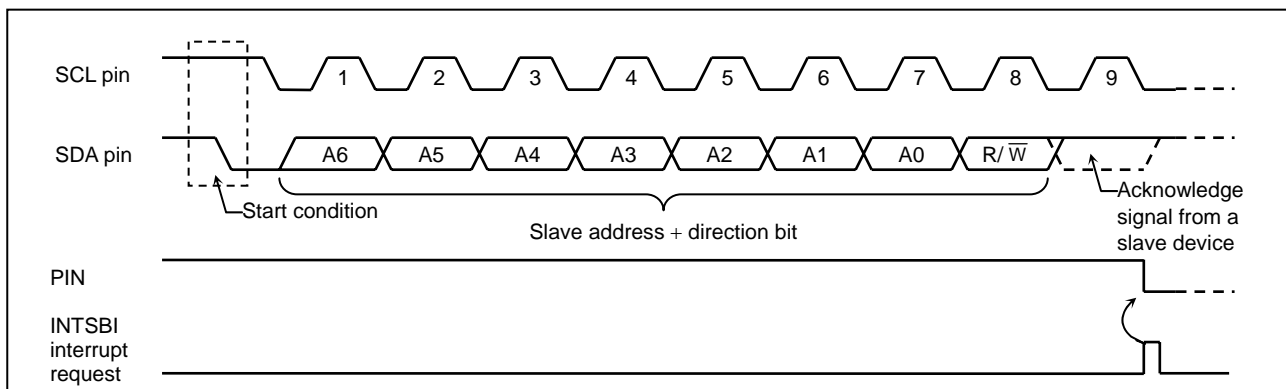 SCL pin
1 2 3 4 5 6 7 8 9
SDA pin
A6 A5 A4 A3 A2 A1 A0 R/W̅
Start condition
Slave address + direction bit
Acknowledge
signal from a
slave device
PIN
INTSBI
interrupt
request